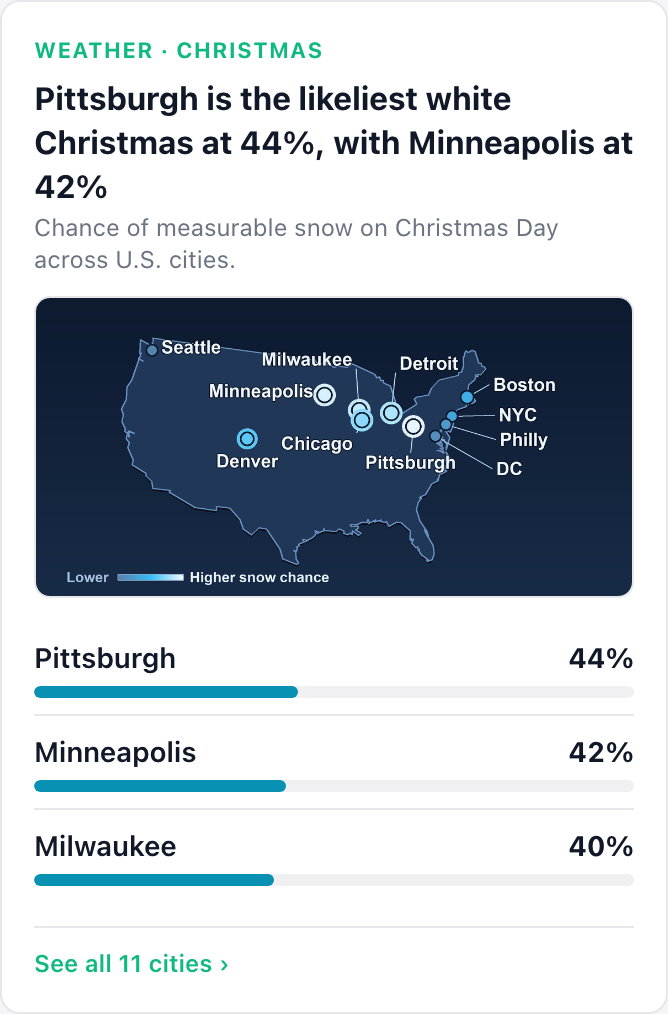 WEATHER · CHRISTMAS
Pittsburgh is the likeliest white
Christmas at 44%, with Minneapolis at
42%
Chance of measurable snow on Christmas Day
across U.S. cities.
Seattle
Milwaukee
Detroit
Minneapolis
Boston
NYC
Chicago
Philly
Denver
Pittsburgh
DC
Lower
Higher snow chance
Pittsburgh 44%
Minneapolis 42%
Milwaukee 40%
See all 11 cities ›